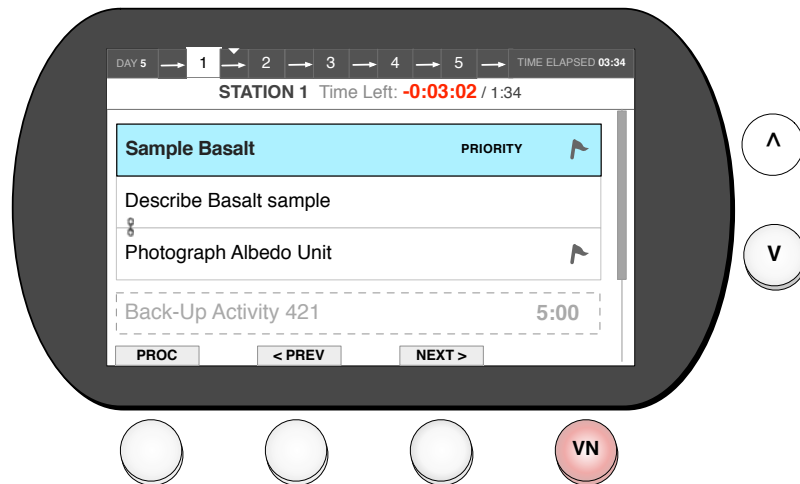 DAY 5 1 2 3 4 5 TIME ELAPSED 03:34
STATION 1 Time Left: -0:03:02 / 1:34
Sample Basalt PRIORITY
Describe Basalt sample
Photograph Albedo Unit
Back-Up Activity 421 5:00
PROC < PREV NEXT >
^
V
VN